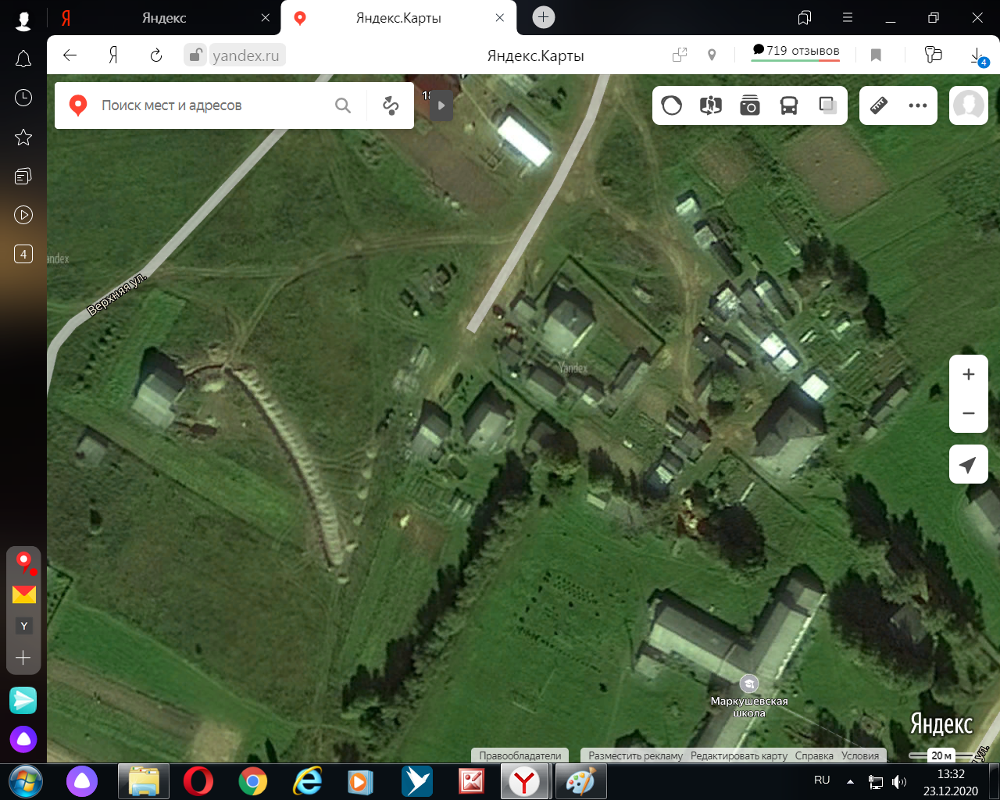 Я
Яндекс
Яндекс.Карты
Я
yandex.ru
Яндекс.Карты
719 отзывов
4
Поиск мест и адресов
Верхняя ул.
Yandex
4
Y
Маркушевская
школа
Яндекс
Правообладатели
Разместить рекламу
Редактировать карту
Справка
Условия
20 м
ул.
RU
13:32
23.12.2020